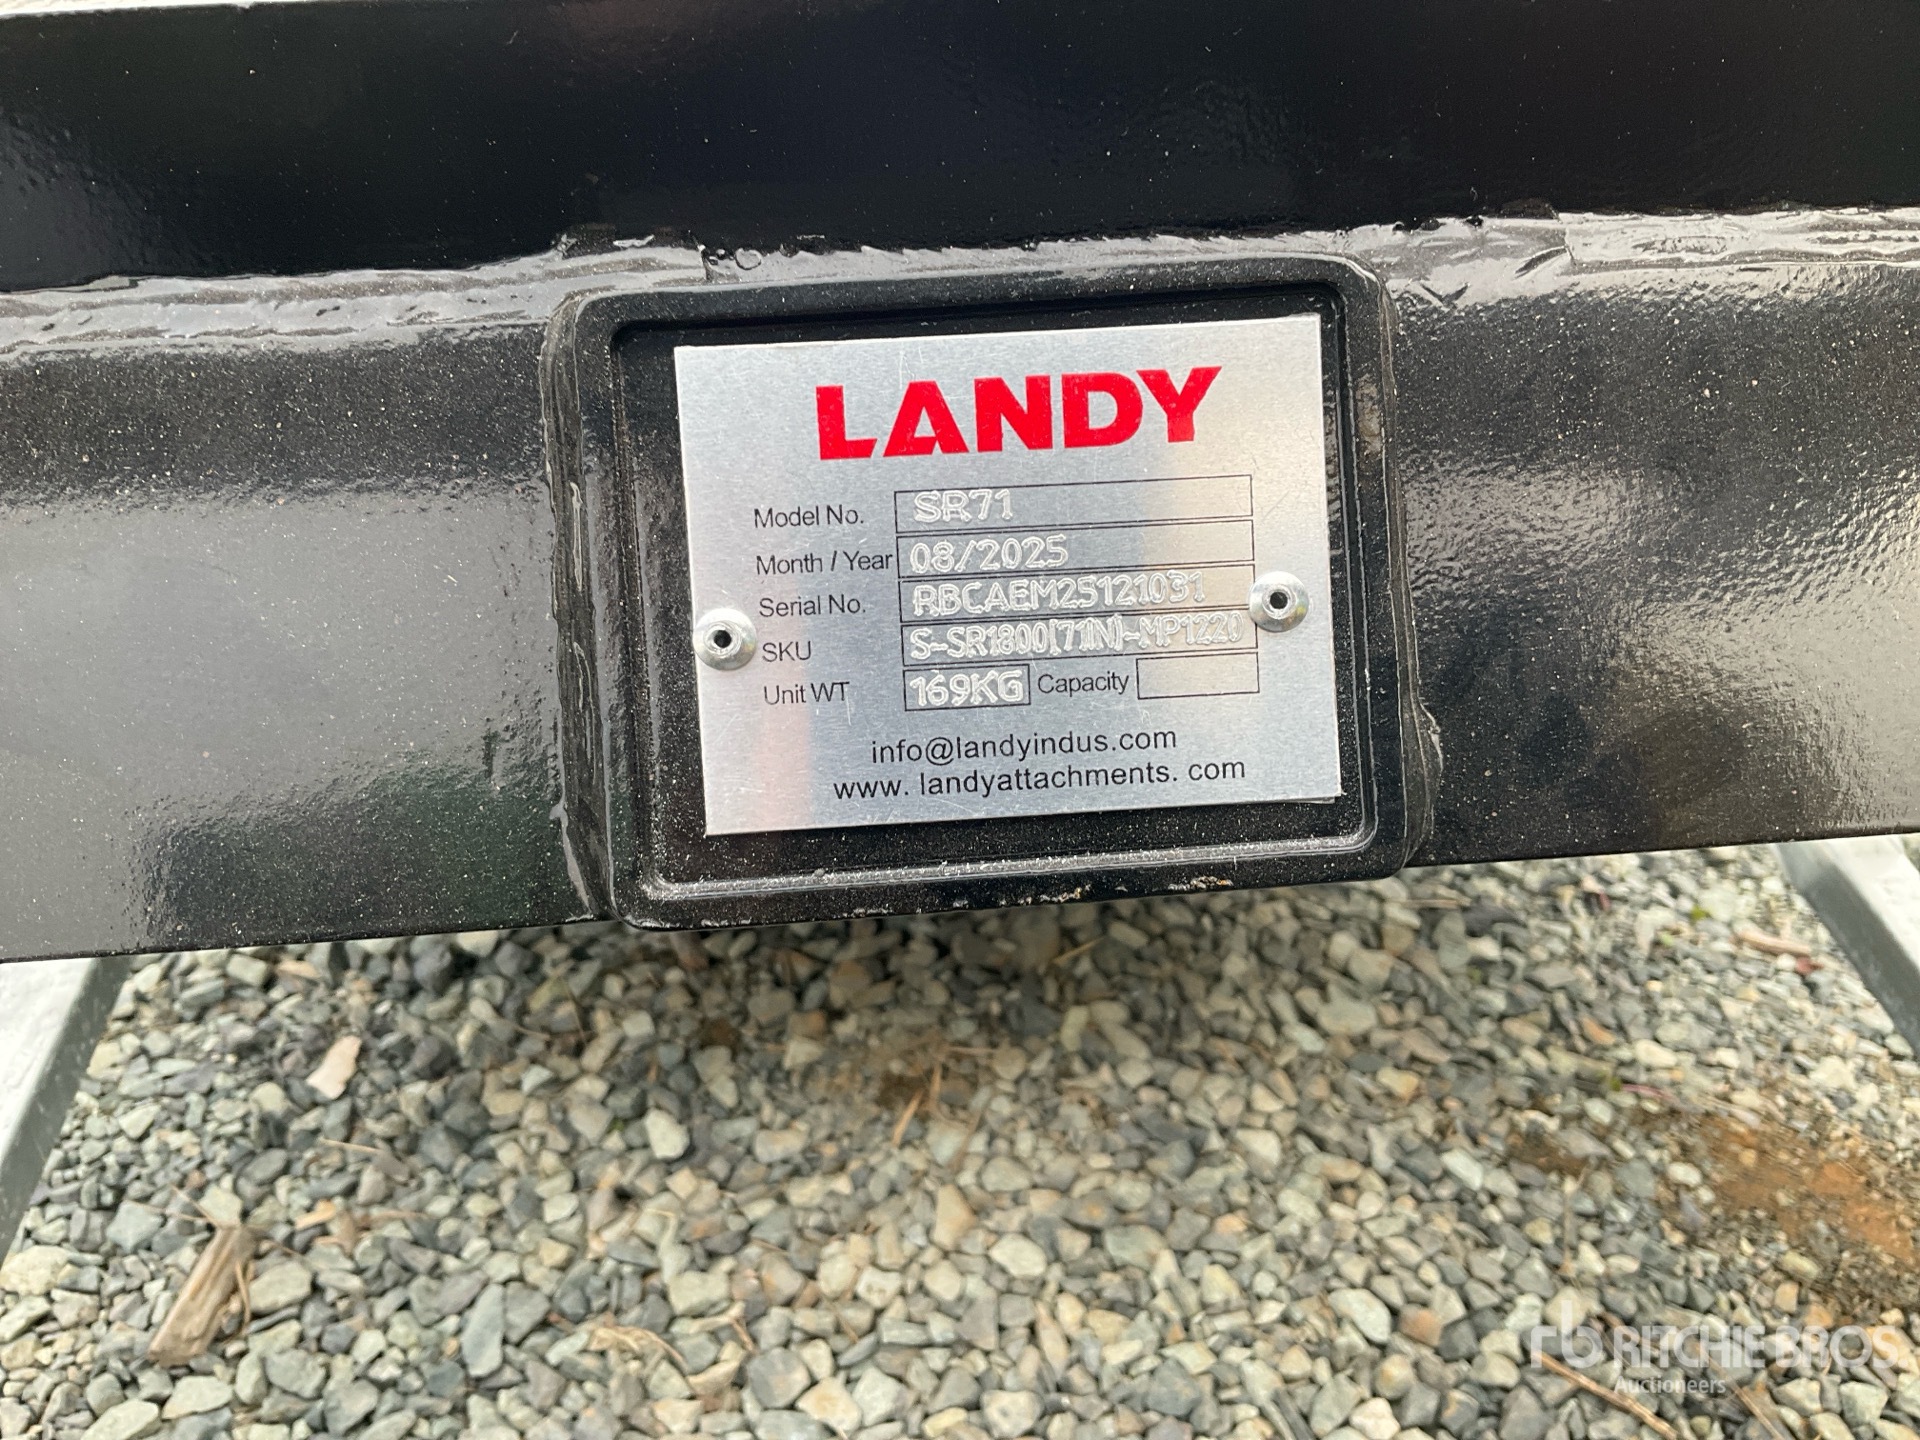 LANDY
Model No. SR71
Month / Year 08/2025
Serial No. RBCAEM25121031
SKU S-SR1800(71IN)-MP1220
Unit WT 169KG Capacity
info@landyindus.com
www. landyattachments. com
rb RITCHIE BROS
Auctioneers